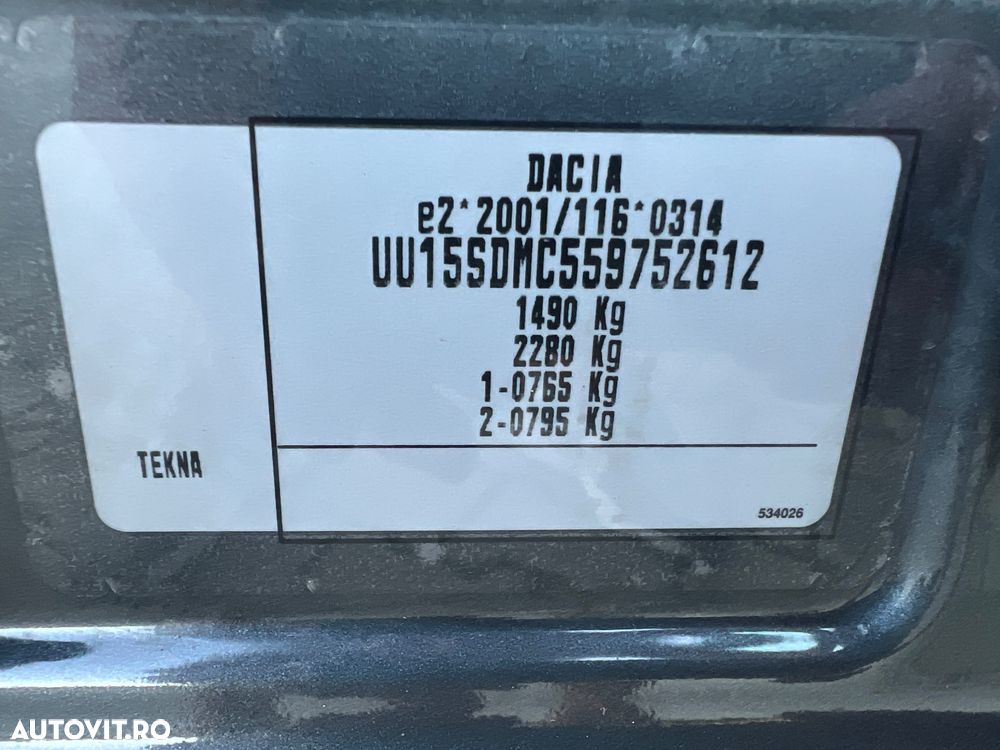 DACIA
e2*2001/116*0314
UU15SDMC559752612
1490 Kg
2280 Kg
1-0765 Kg
2-0795 Kg
TEKNA
534026
AUTOVIT.RO